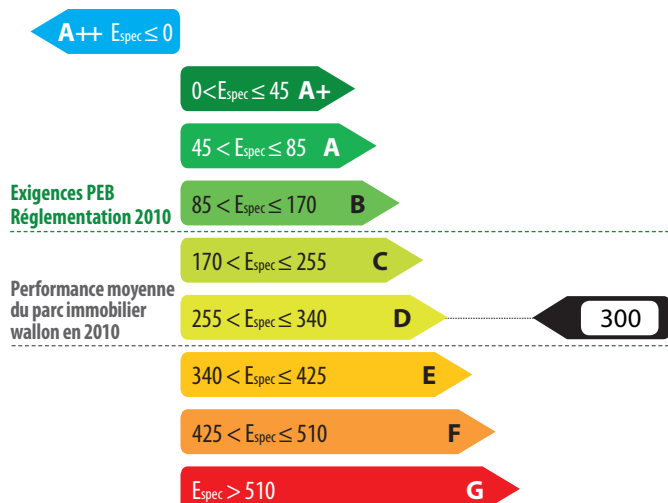 A++ Espec ≤ 0
0<Espec ≤ 45 A+
45 < Espec ≤ 85 A
Exigences PEB
Réglementation 2010
85 < Espec ≤ 170 B
170 < Espec ≤ 255 C
Performance moyenne
du parc immobilier
wallon en 2010
255 < Espec ≤ 340 D
300
340 < Espec ≤ 425 E
425 < Espec ≤ 510 F
Espec > 510 G